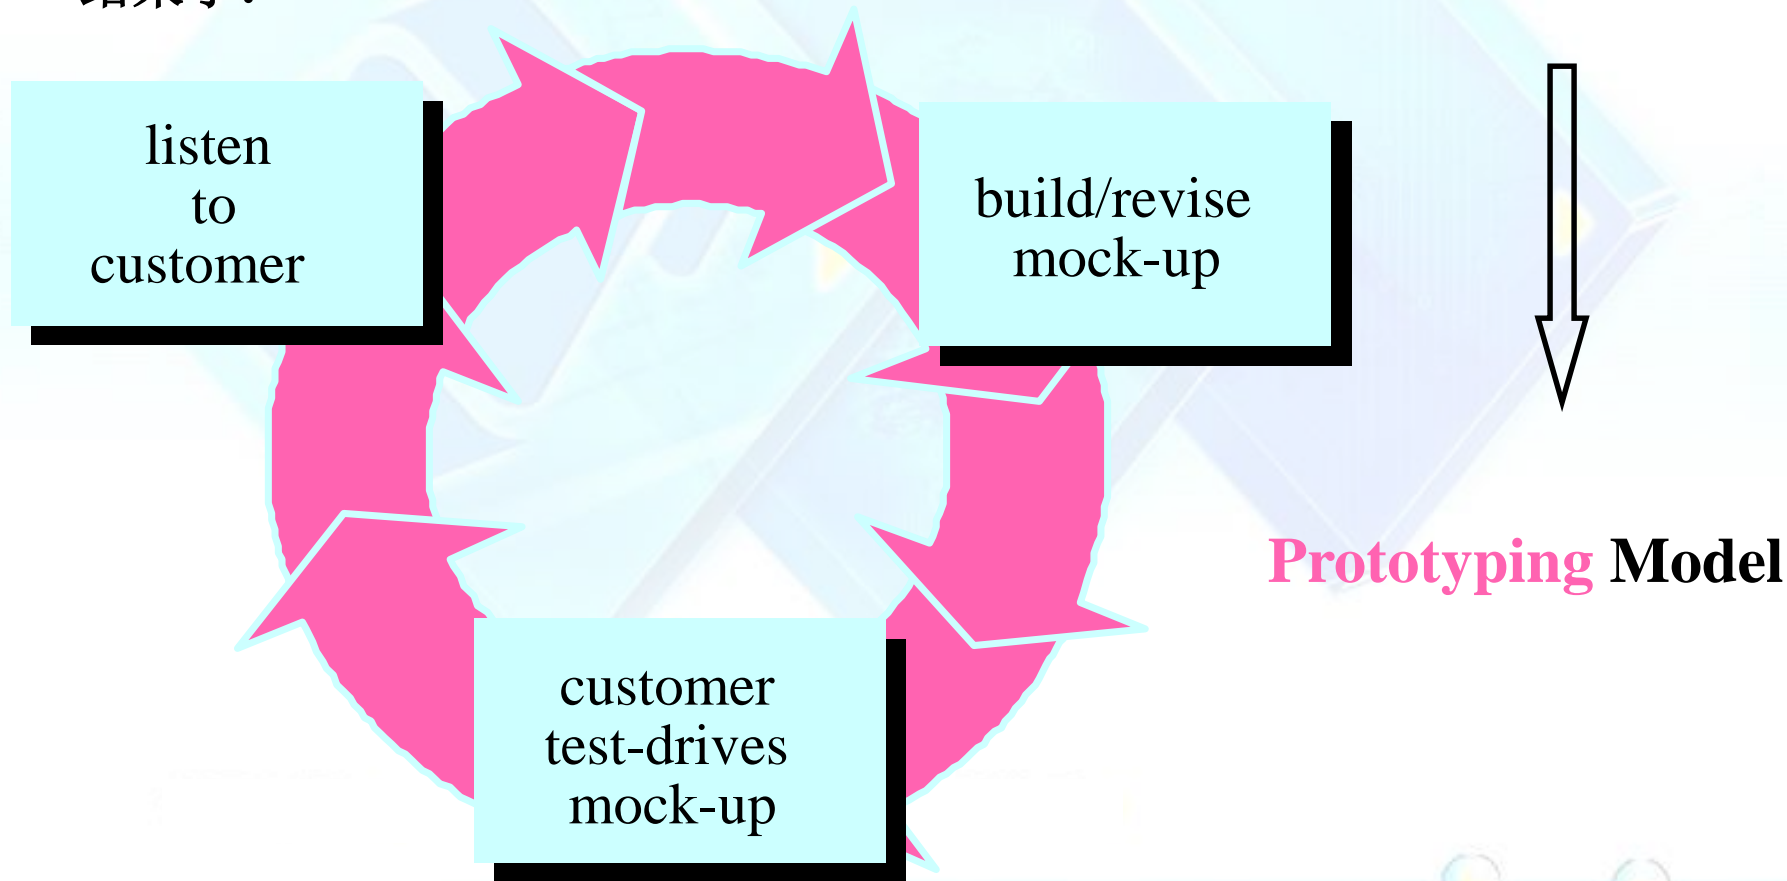 listen
to
customer
build/revise
mock-up
Prototyping Model
customer
test-drives
mock-up